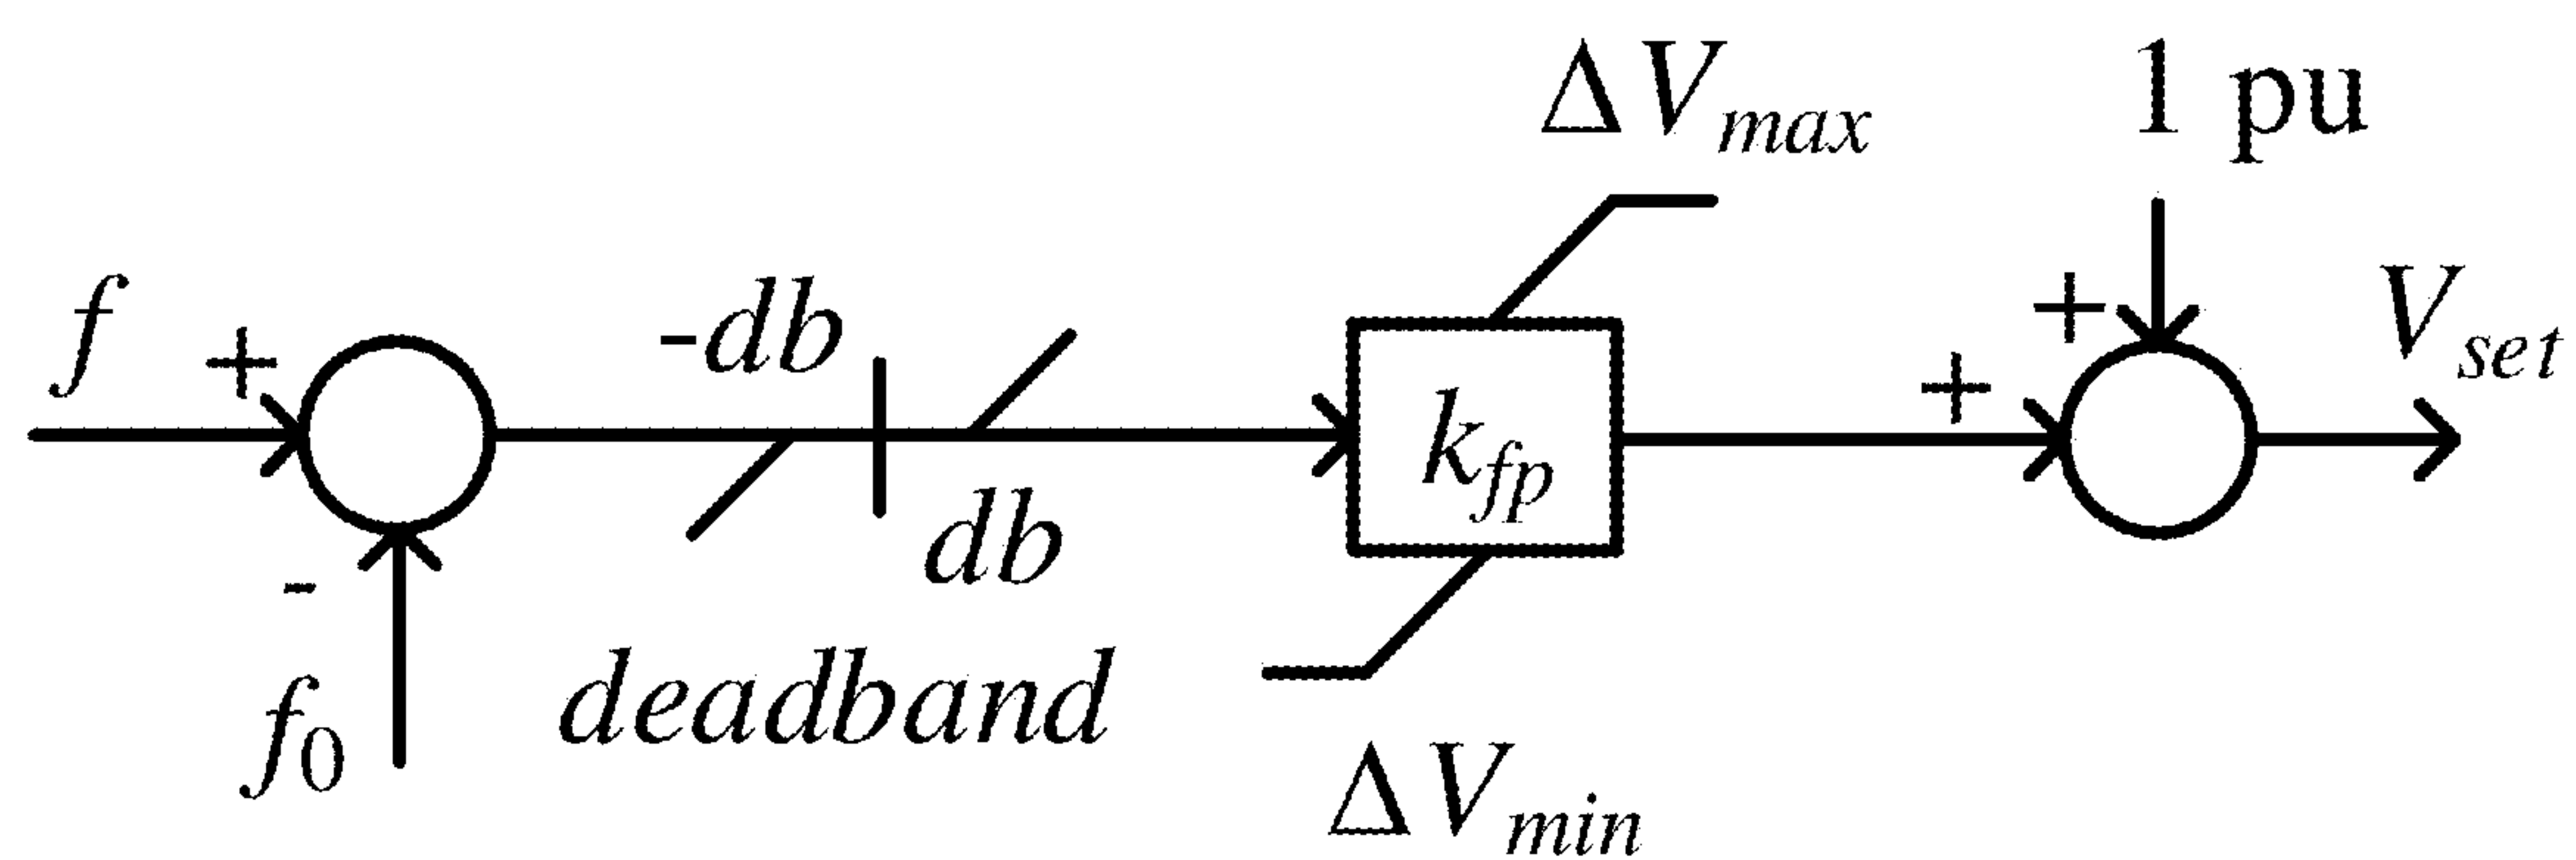 ΔV_max
1 pu
f
+
-db
+
+
V_set
k_fp
db
-
f_0
deadband
ΔV_min